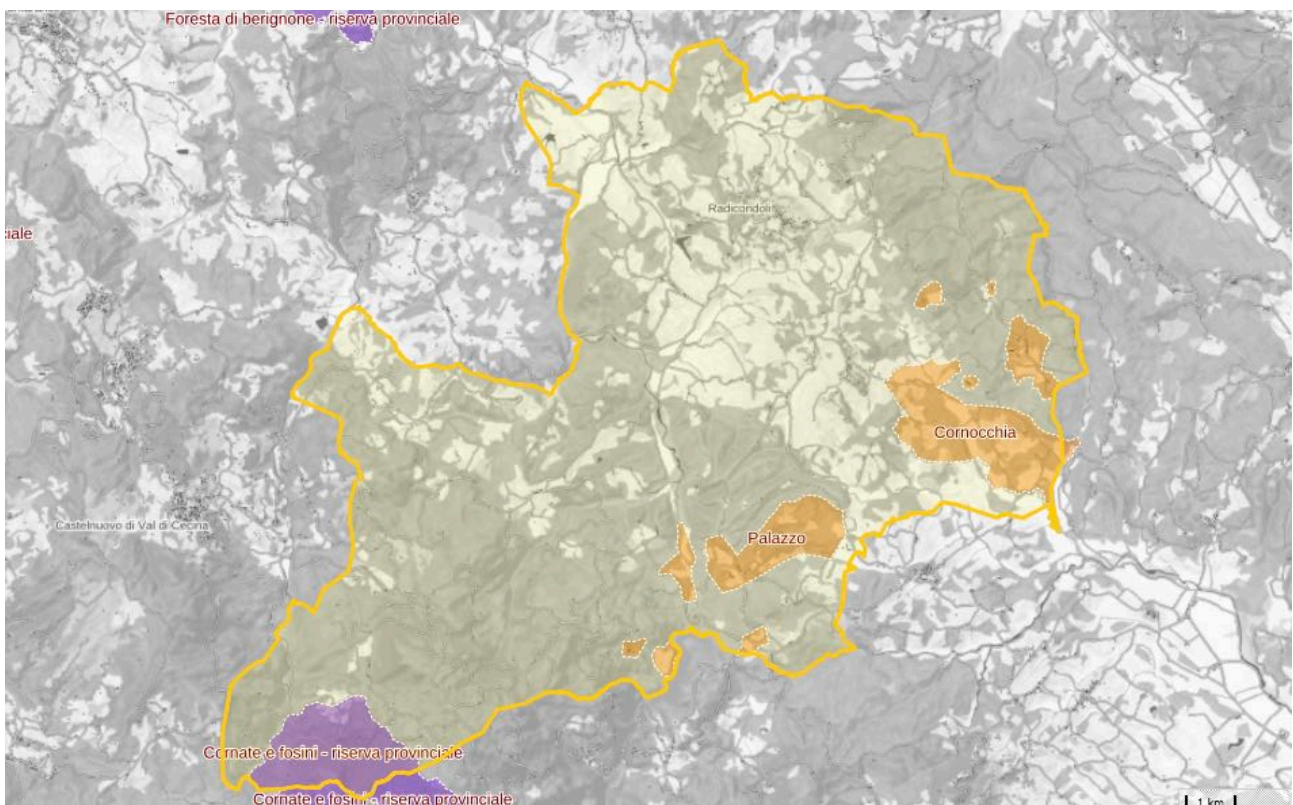 Foresta di berignone - riserva provinciale
Radicondoli
ciale
Cornocchia
Castelnuovo di Val di Cecina
Palazzo
Cornate e fosini - riserva provinciale
Cornate e fosini - riserva provinciale
1 km